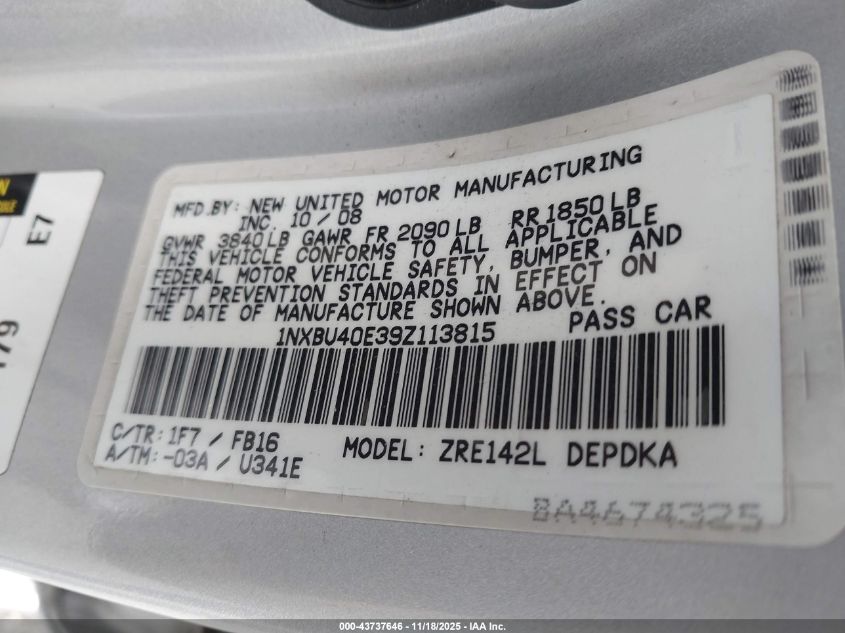 MFD.BY: NEW UNITED MOTOR MANUFACTURING
INC. 10 / 08
GVWR 3840 LB GAWR FR 2090 LB RR 1850 LB
THIS VEHICLE CONFORMS TO ALL APPLICABLE
FEDERAL MOTOR VEHICLE SAFETY, BUMPER, AND
THEFT PREVENTION STANDARDS IN EFFECT ON
THE DATE OF MANUFACTURE SHOWN ABOVE.
1NXBU40E39Z113815 PASS CAR
C/TR: 1F7 / FB16
A/TM: -03A / U341E
MODEL: ZRE142L DEPDKA
BA4674325
E7
000-43737646 - 11/18/2025 - IAA Inc.